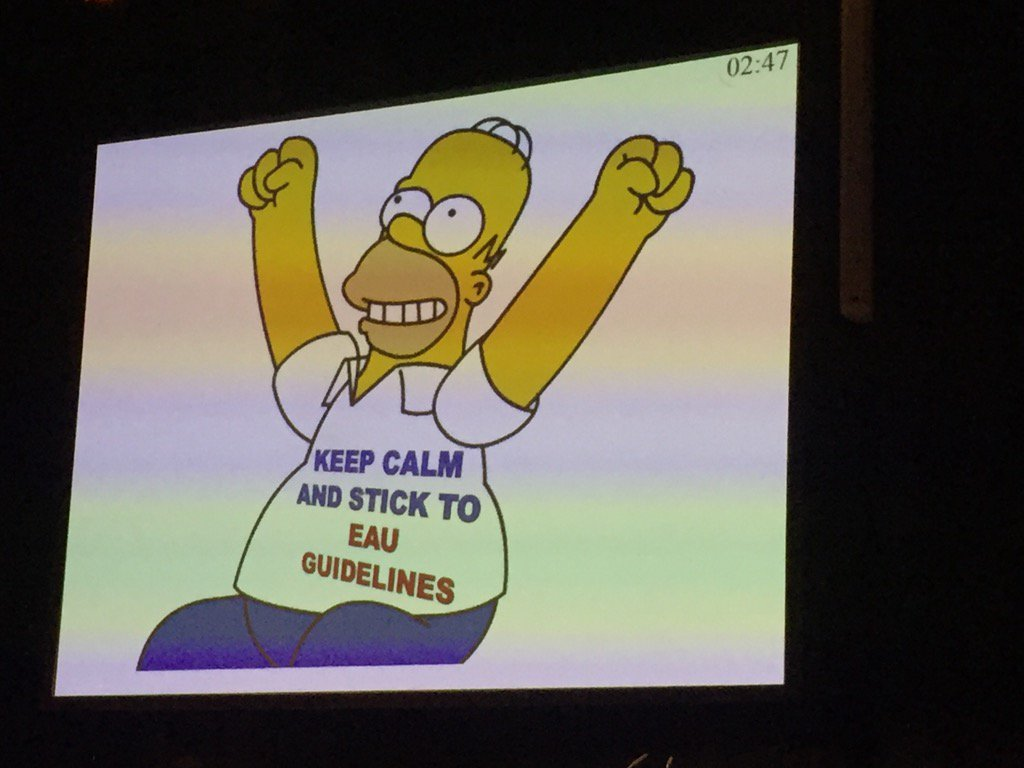 02:47
KEEP CALM
AND STICK TO
EAU
GUIDELINES